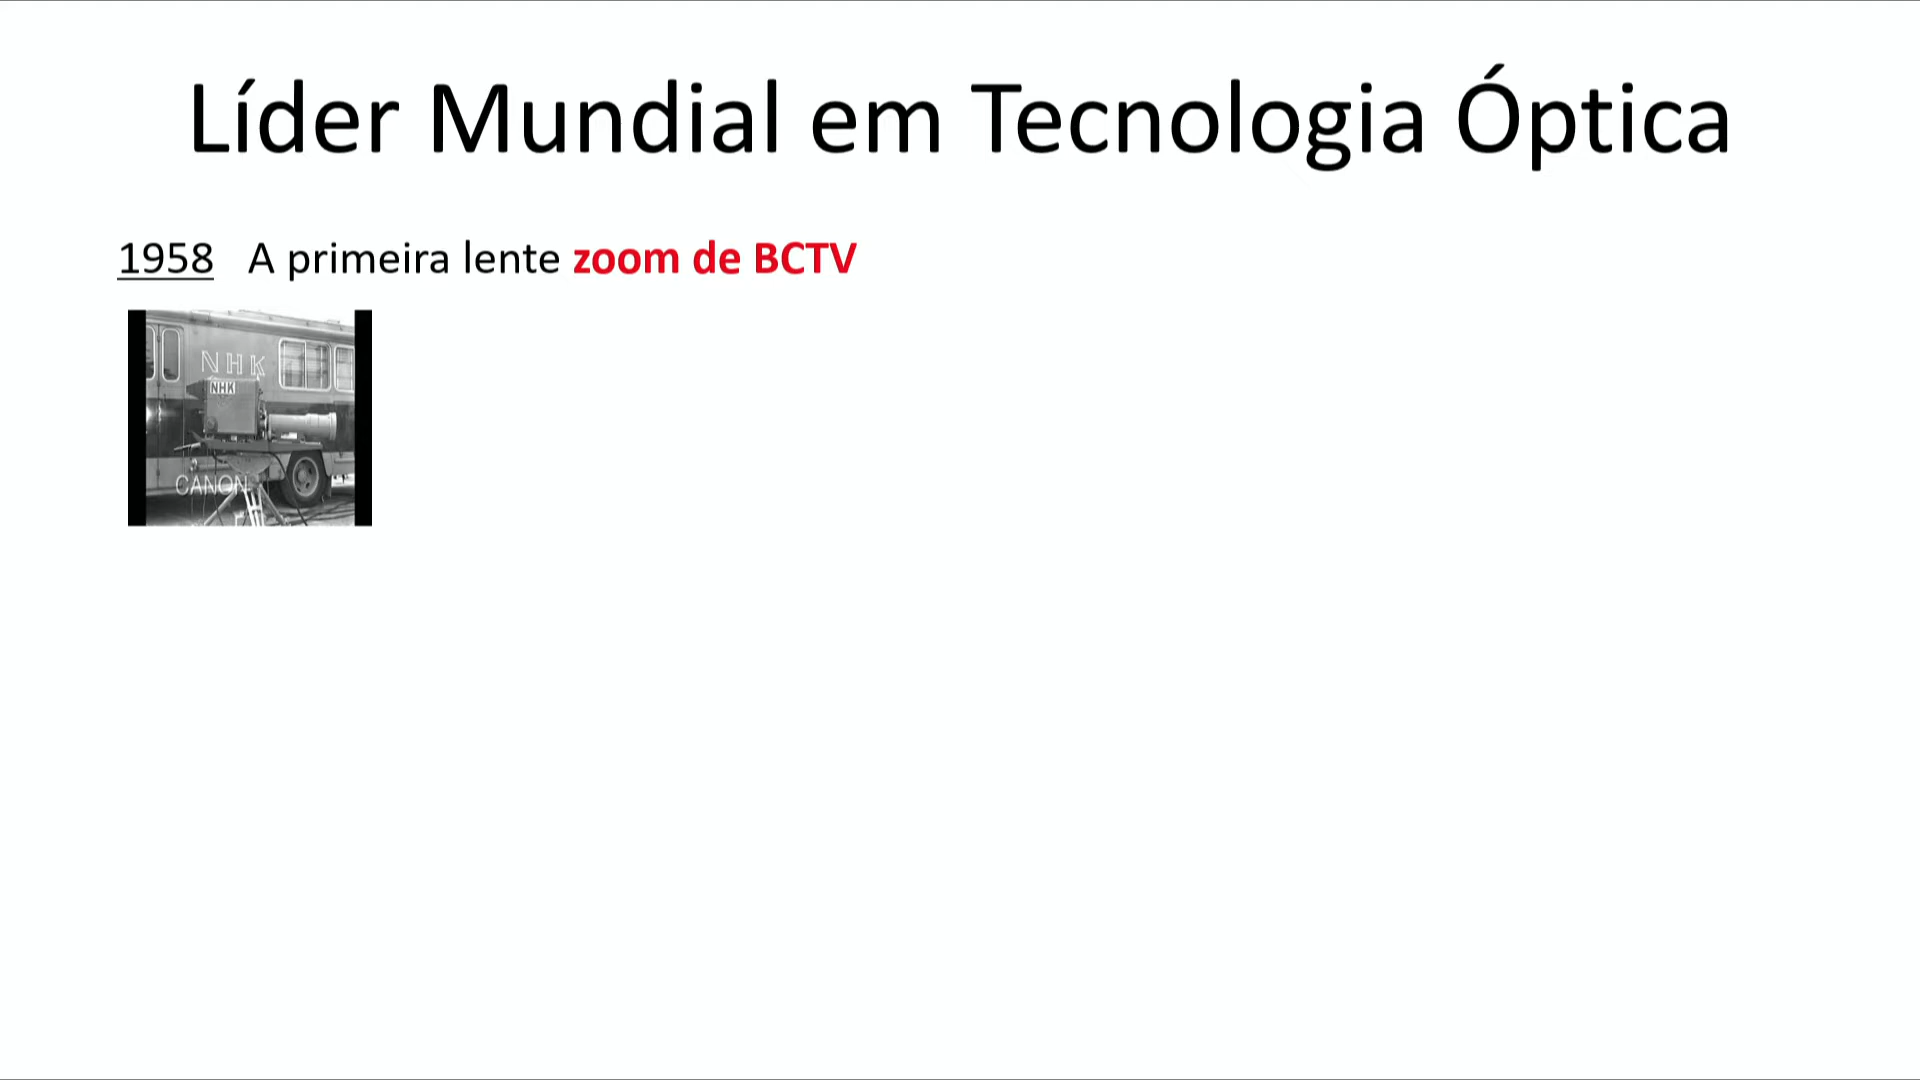 Líder Mundial em Tecnologia Óptica
1958 A primeira lente zoom de BCTV
NHK
NHK
CANON